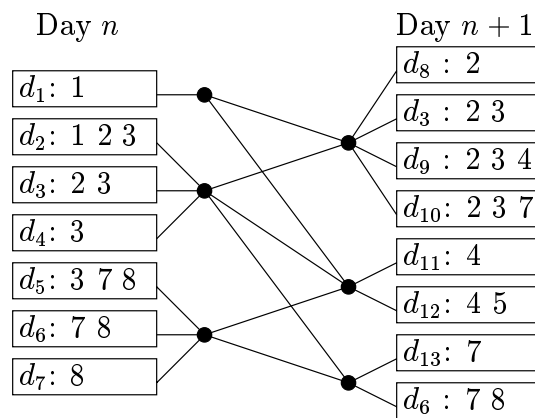 Day n
d₁: 1
d₂: 1 2 3
d₃: 2 3
d₄: 3
d₅: 3 7 8
d₆: 7 8
d₇: 8
Day n + 1
d₈ : 2
d₃ : 2 3
d₉ : 2 3 4
d₁₀: 2 3 7
d₁₁: 4
d₁₂: 4 5
d₁₃: 7
d₆ : 7 8